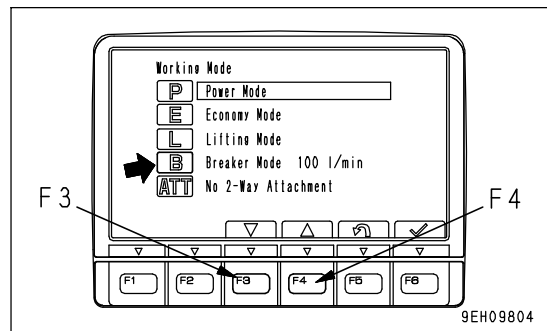 Working Mode
P Power Mode
E Economy Mode
L Lifting Mode
B Breaker Mode 100 l/min
ATT No 2-Way Attachment
F3
F4
F1 F2 F3 F4 F5 F6
9EH09804